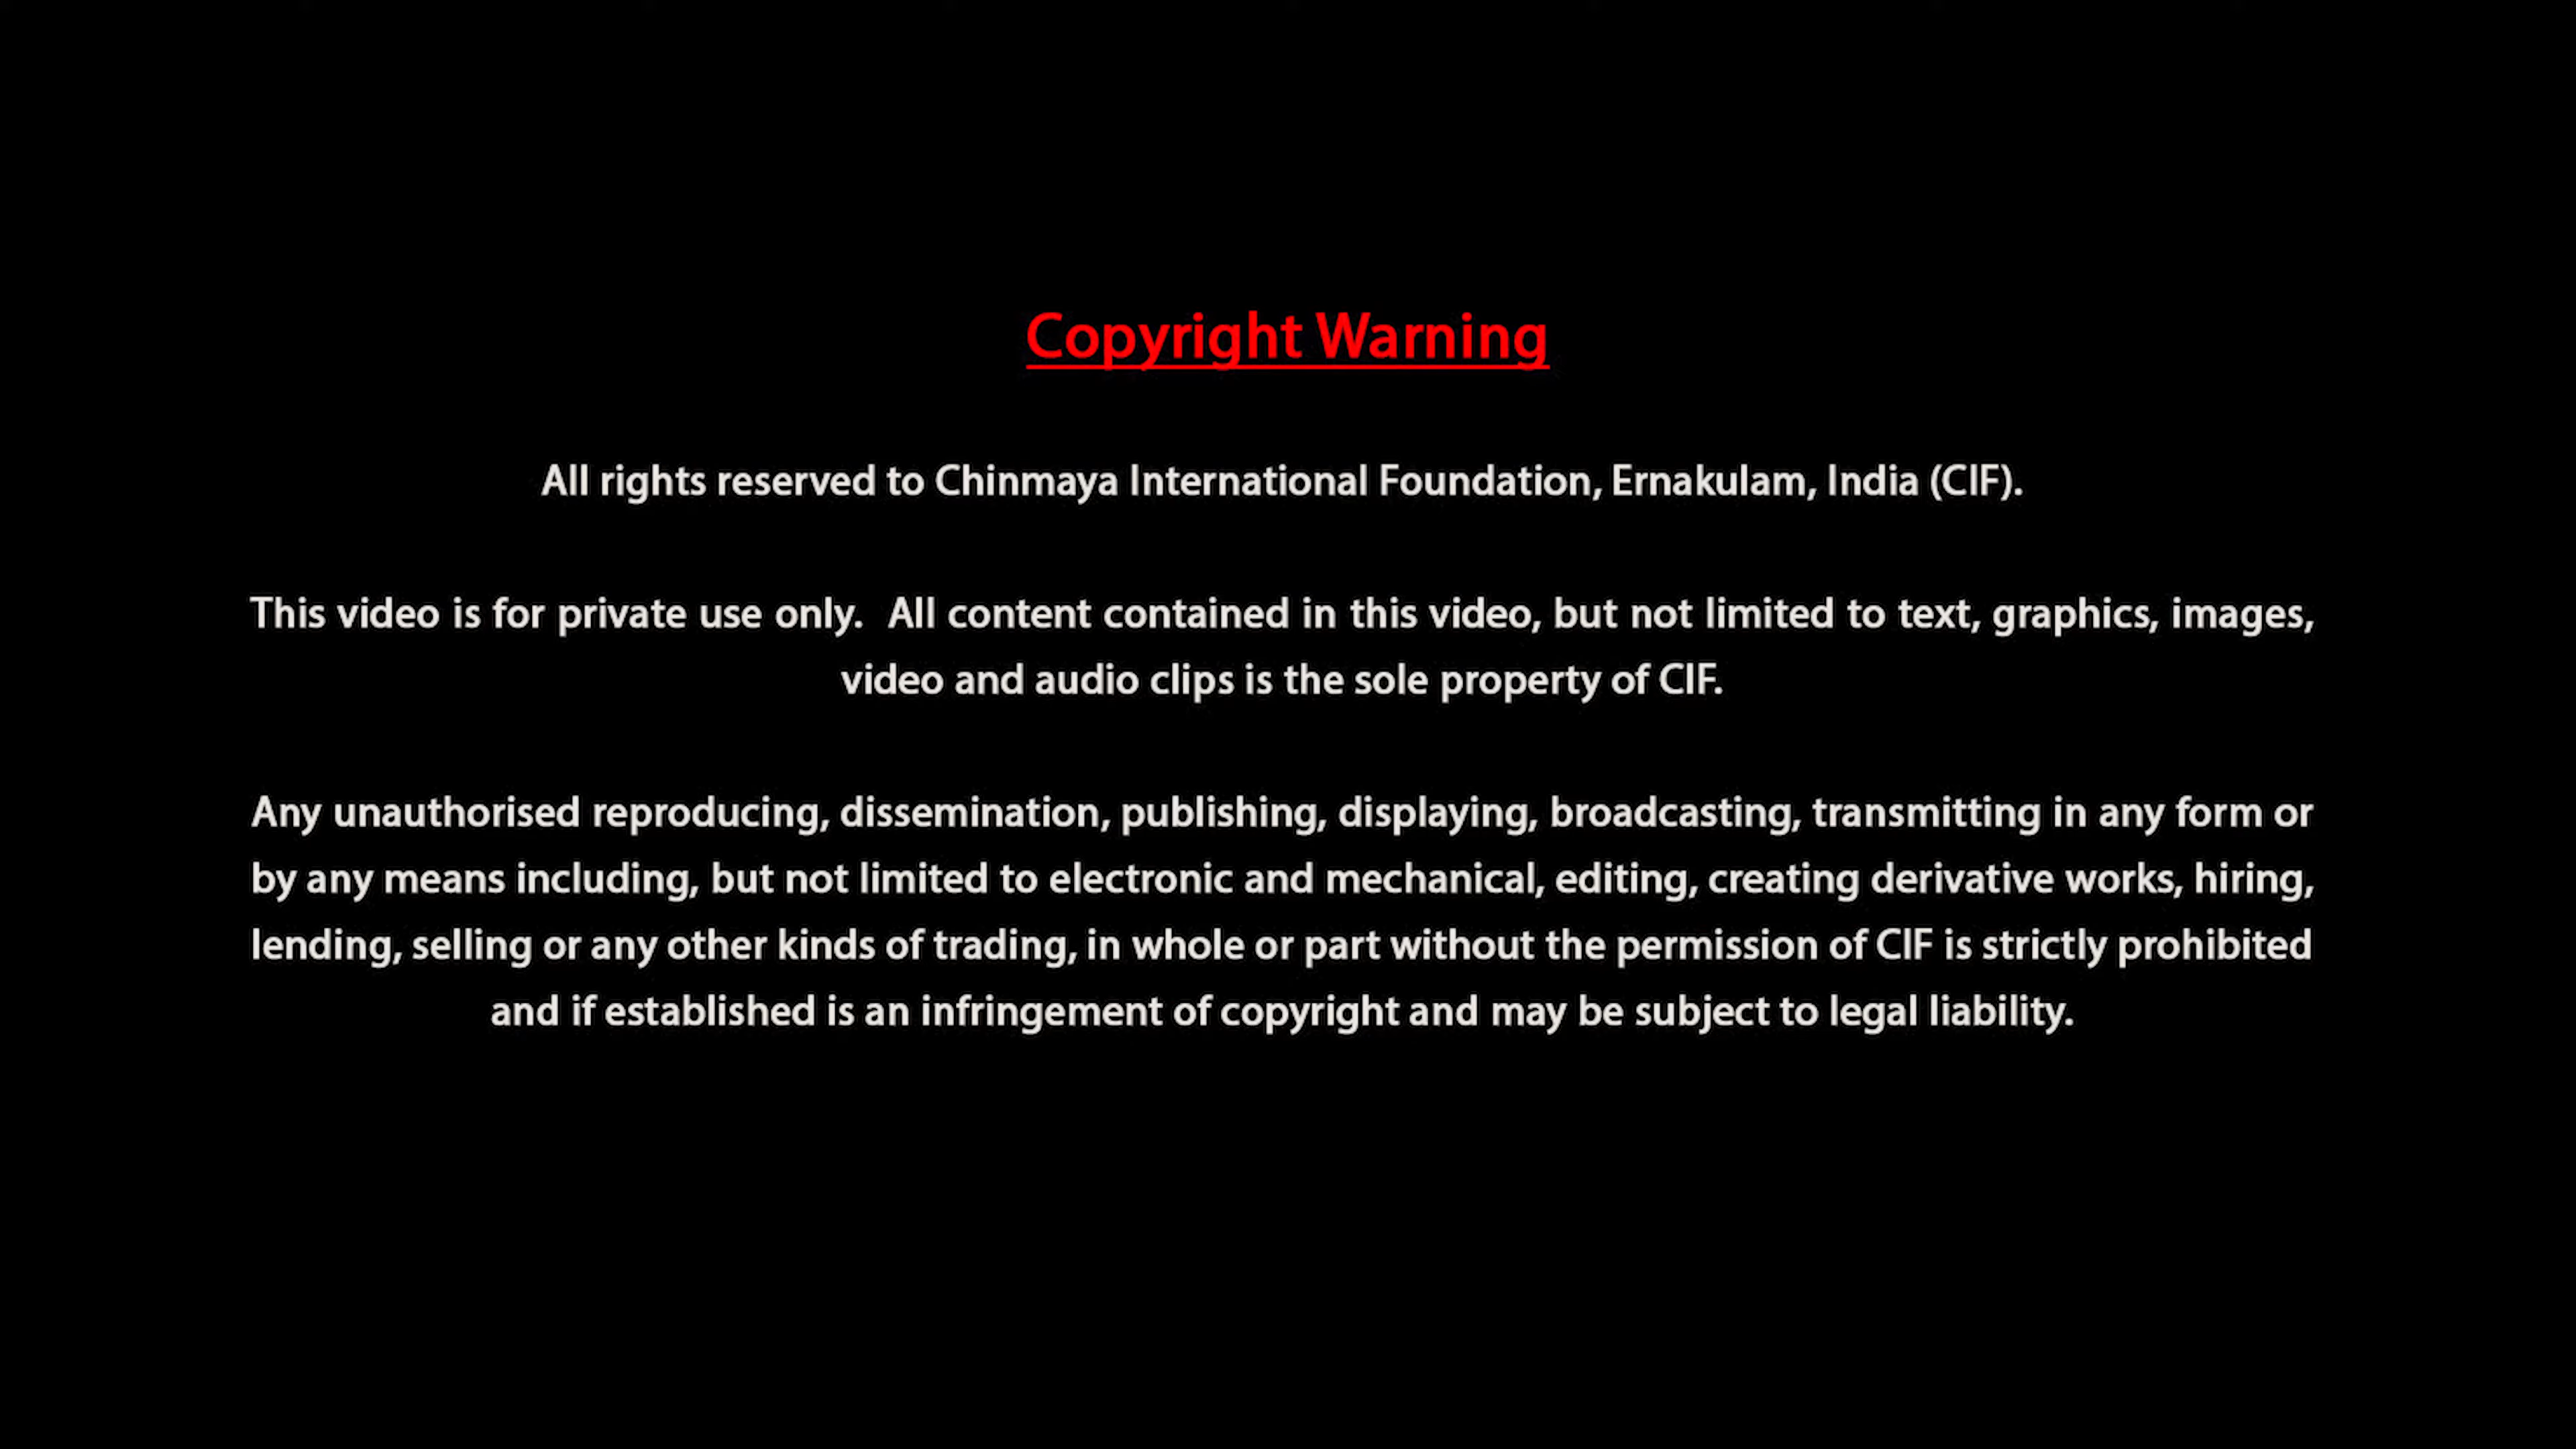 Copyright Warning
All rights reserved to Chinmaya International Foundation, Ernakulam, India (CIF).
This video is for private use only.  All content contained in this video, but not limited to text, graphics, images,
video and audio clips is the sole property of CIF.
Any unauthorised reproducing, dissemination, publishing, displaying, broadcasting, transmitting in any form or
by any means including, but not limited to electronic and mechanical, editing, creating derivative works, hiring,
lending, selling or any other kinds of trading, in whole or part without the permission of CIF is strictly prohibited
and if established is an infringement of copyright and may be subject to legal liability.